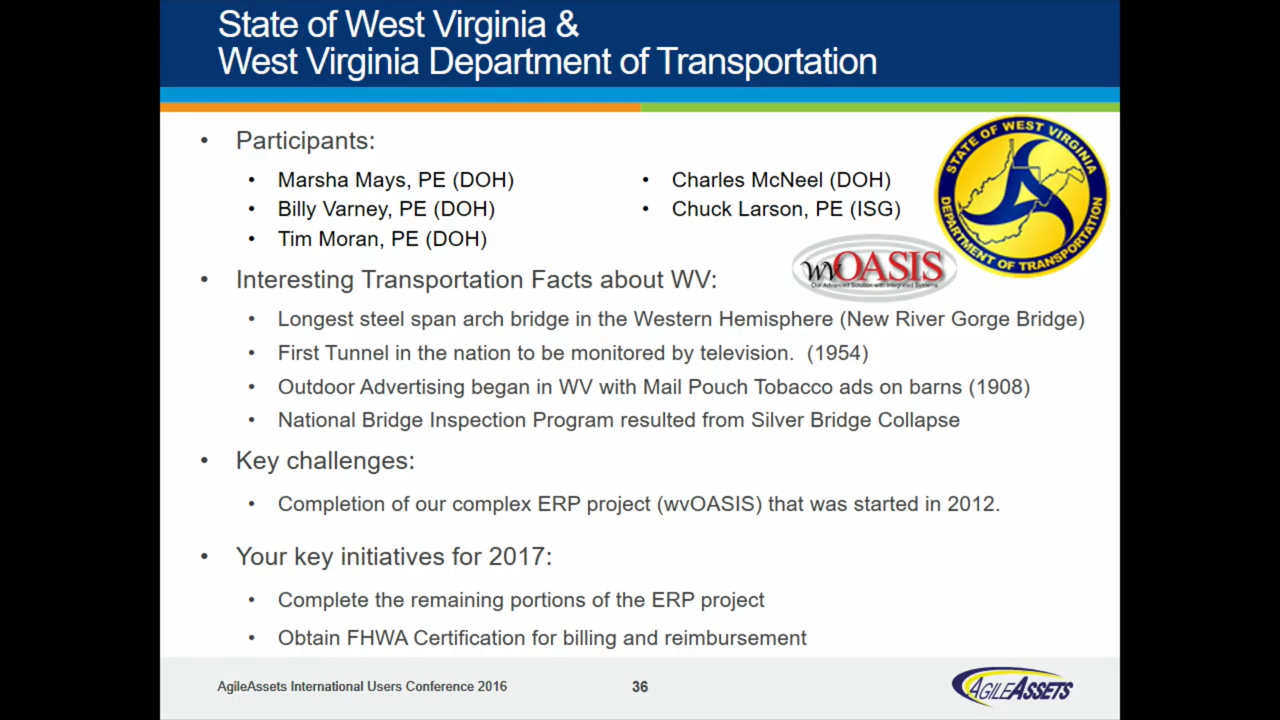 State of West Virginia &
West Virginia Department of Transportation
• Participants:
• Marsha Mays, PE (DOH)
• Billy Varney, PE (DOH)
• Tim Moran, PE (DOH)
• Charles McNeel (DOH)
• Chuck Larson, PE (ISG)
STATE OF WEST VIRGINIA
DEPARTMENT OF TRANSPORTATION
wvOASIS
Our Advanced Solution with Integrated Systems
• Interesting Transportation Facts about WV:
• Longest steel span arch bridge in the Western Hemisphere (New River Gorge Bridge)
• First Tunnel in the nation to be monitored by television. (1954)
• Outdoor Advertising began in WV with Mail Pouch Tobacco ads on barns (1908)
• National Bridge Inspection Program resulted from Silver Bridge Collapse
• Key challenges:
• Completion of our complex ERP project (wvOASIS) that was started in 2012.
• Your key initiatives for 2017:
• Complete the remaining portions of the ERP project
• Obtain FHWA Certification for billing and reimbursement
AgileAssets International Users Conference 2016
36
AGILEASSETS